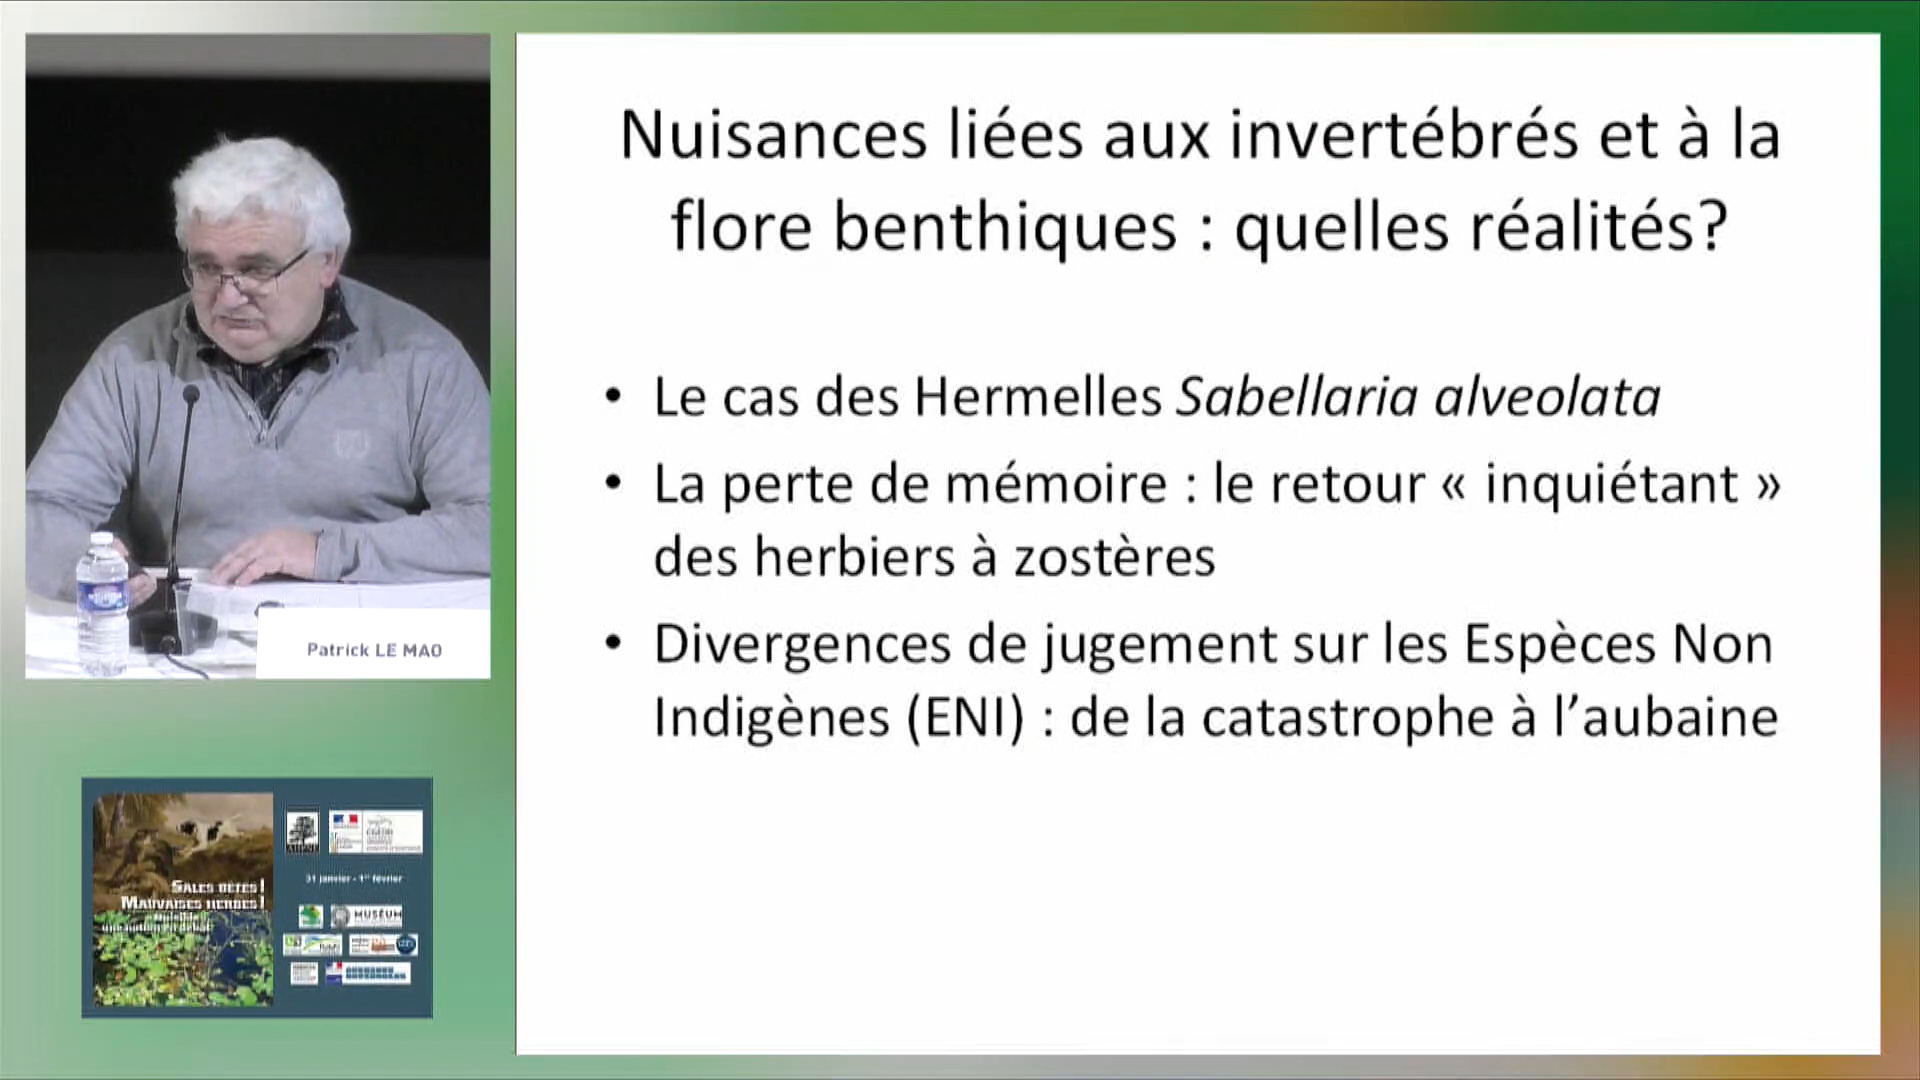 Nuisances liées aux invertébrés et à la
flore benthiques : quelles réalités?
• Le cas des Hermelles Sabellaria alveolata
• La perte de mémoire : le retour « inquiétant »
des herbiers à zostères
• Divergences de jugement sur les Espèces Non
Indigènes (ENI) : de la catastrophe à l’aubaine
Patrick LE MAO
SALES BÊTES!
MAUVAISES HERBES!
31 janvier - 1er février
MUSÉUM